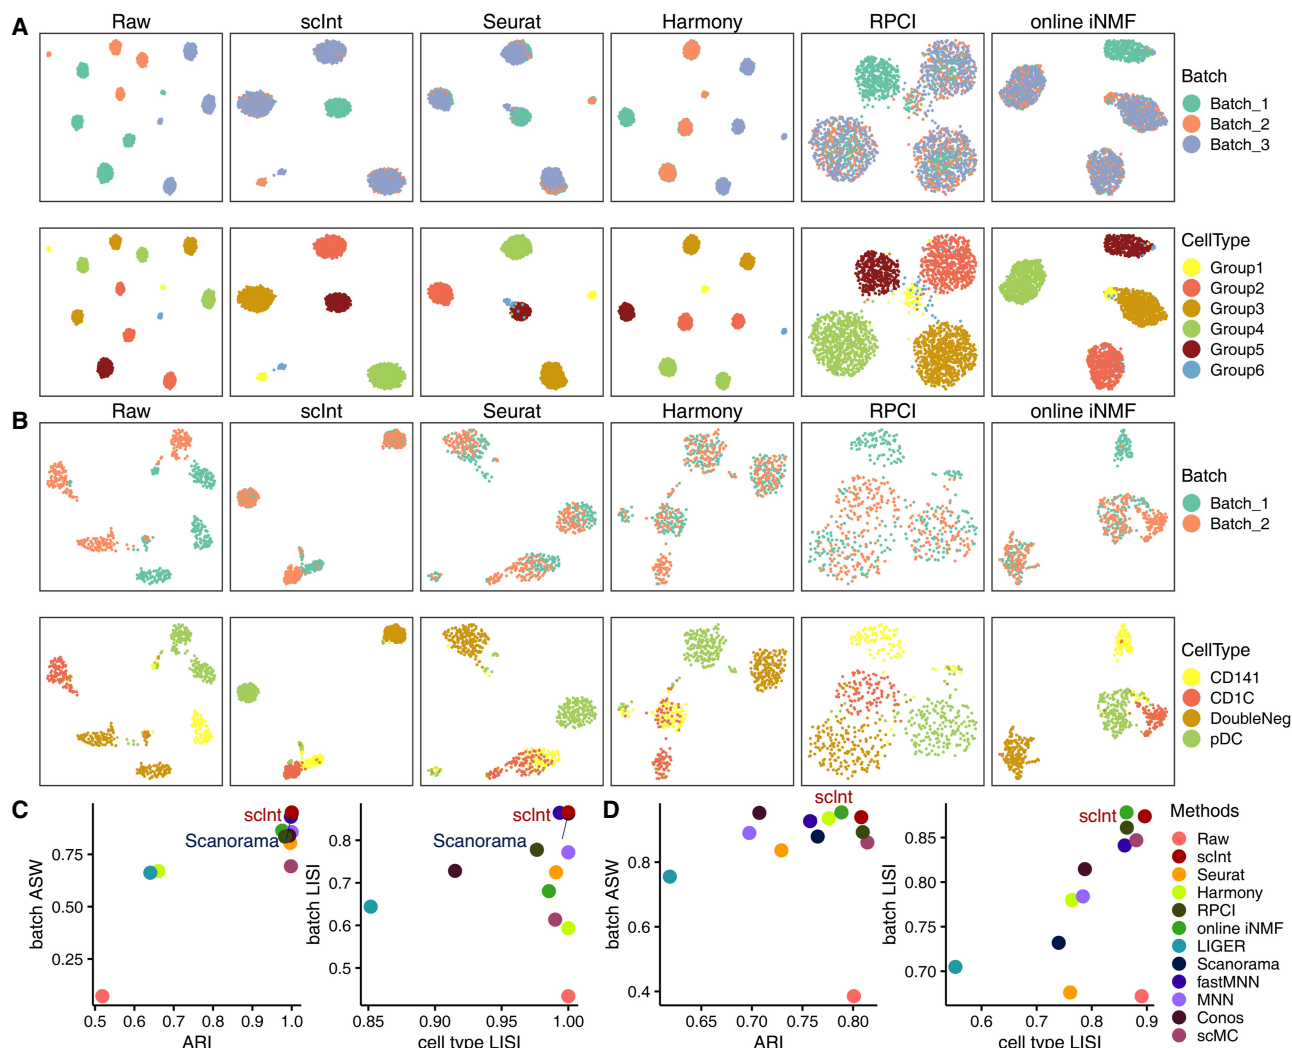 A
Raw
scInt
Seurat
Harmony
RPCI
online iNMF
Batch
Batch_1
Batch_2
Batch_3
CellType
Group1
Group2
Group3
Group4
Group5
Group6
B
Raw
scInt
Seurat
Harmony
RPCI
online iNMF
Batch
Batch_1
Batch_2
CellType
CD141
CD1C
DoubleNeg
pDC
C
batch ASW
0.75
0.50
0.25
scInt
Scanorama
0.5 0.6 0.7 0.8 0.9 1.0
ARI
batch LISI
0.8
0.7
0.6
0.5
scInt
Scanorama
0.85 0.90 0.95 1.00
cell type LISI
D
batch ASW
0.8
0.6
0.4
scInt
0.65 0.70 0.75 0.80
ARI
batch LISI
0.85
0.80
0.75
0.70
scInt
0.6 0.7 0.8 0.9
cell type LISI
Methods
Raw
scInt
Seurat
Harmony
RPCI
online iNMF
LIGER
Scanorama
fastMNN
MNN
Conos
scMC